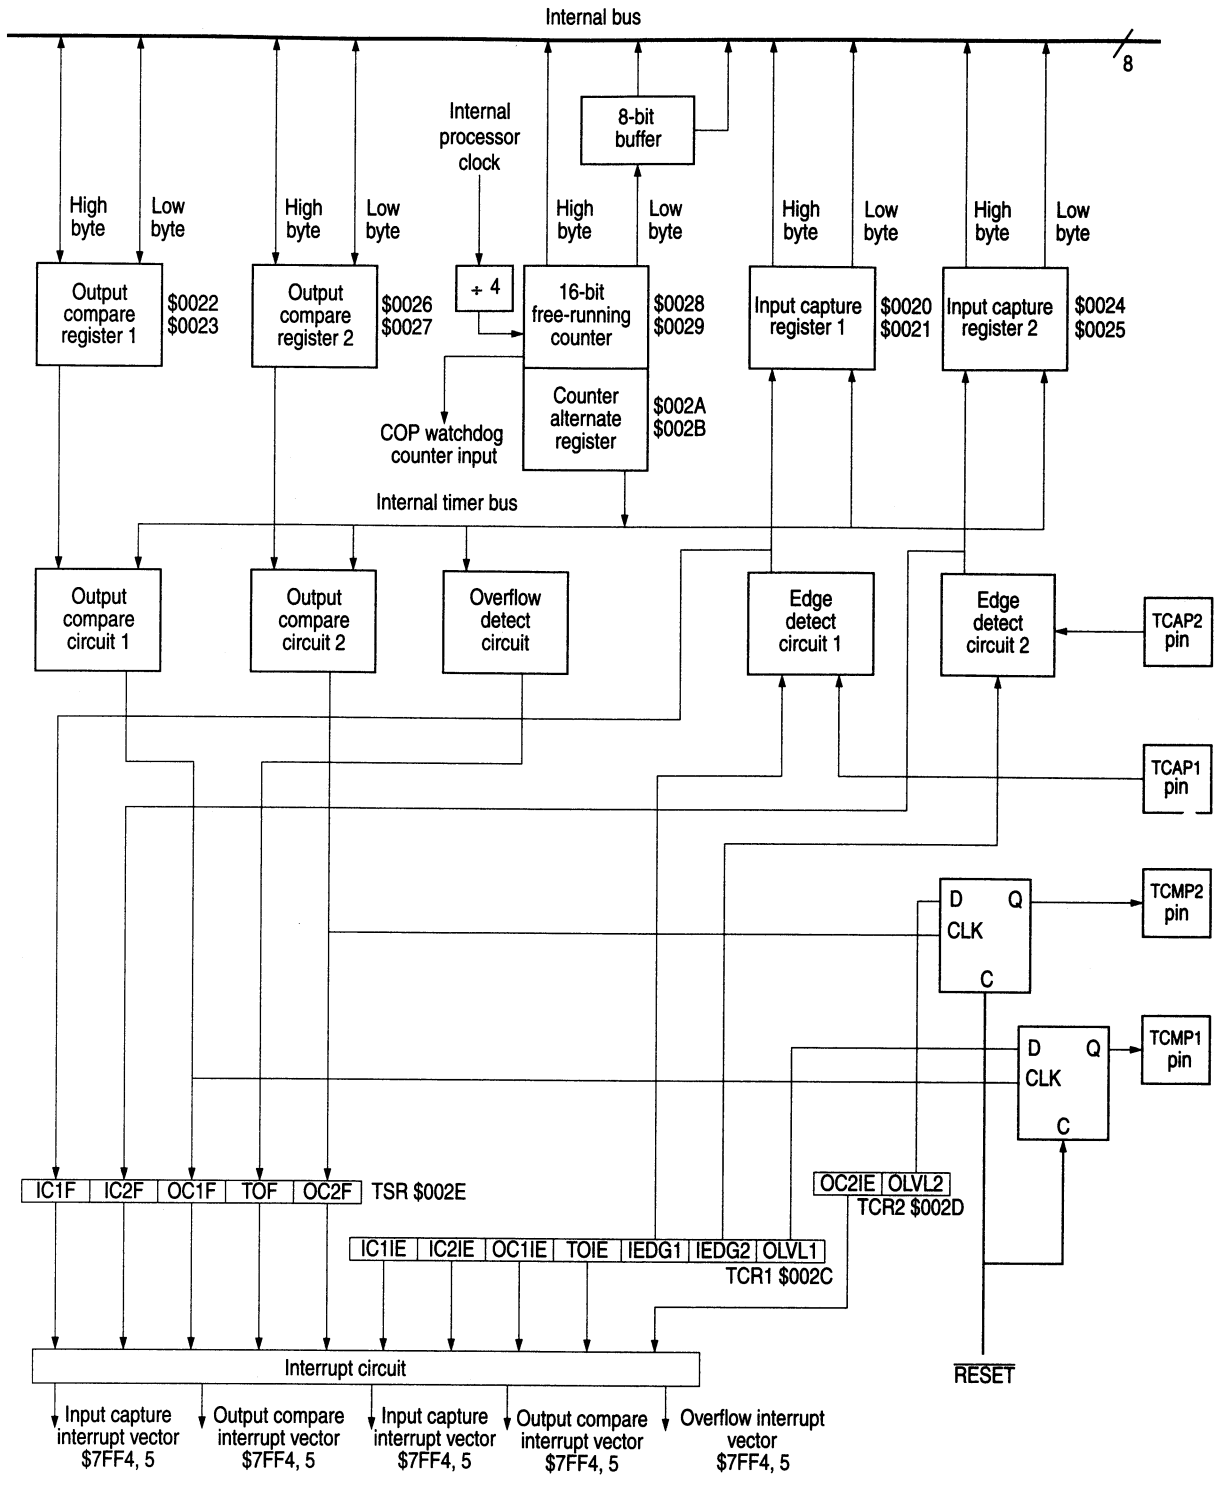 Internal bus
8
Internal
processor
clock
8-bit
buffer
High
byte
Low
byte
High
byte
Low
byte
High
byte
Low
byte
High
byte
Low
byte
High
byte
Low
byte
Output
compare
register 1
$0022
$0023
Output
compare
register 2
$0026
$0027
÷ 4
16-bit
free-running
counter
$0028
$0029
Input capture
register 1
$0020
$0021
Input capture
register 2
$0024
$0025
Counter
alternate
register
$002A
$002B
COP watchdog
counter input
Internal timer bus
Output
compare
circuit 1
Output
compare
circuit 2
Overflow
detect
circuit
Edge
detect
circuit 1
Edge
detect
circuit 2
TCAP2
pin
TCAP1
pin
D Q
CLK
C
TCMP2
pin
D Q
CLK
C
TCMP1
pin
IC1F IC2F OC1F TOF OC2F TSR $002E
OC2IE OLVL2
TCR2 $002D
IC1IE IC2IE OC1IE TOIE IEDG1 IEDG2 OLVL1
TCR1 $002C
Interrupt circuit
RESET
Input capture
interrupt vector
$7FF4, 5
Output compare
interrupt vector
$7FF4, 5
Input capture
interrupt vector
$7FF4, 5
Output compare
interrupt vector
$7FF4, 5
Overflow interrupt
vector
$7FF4, 5